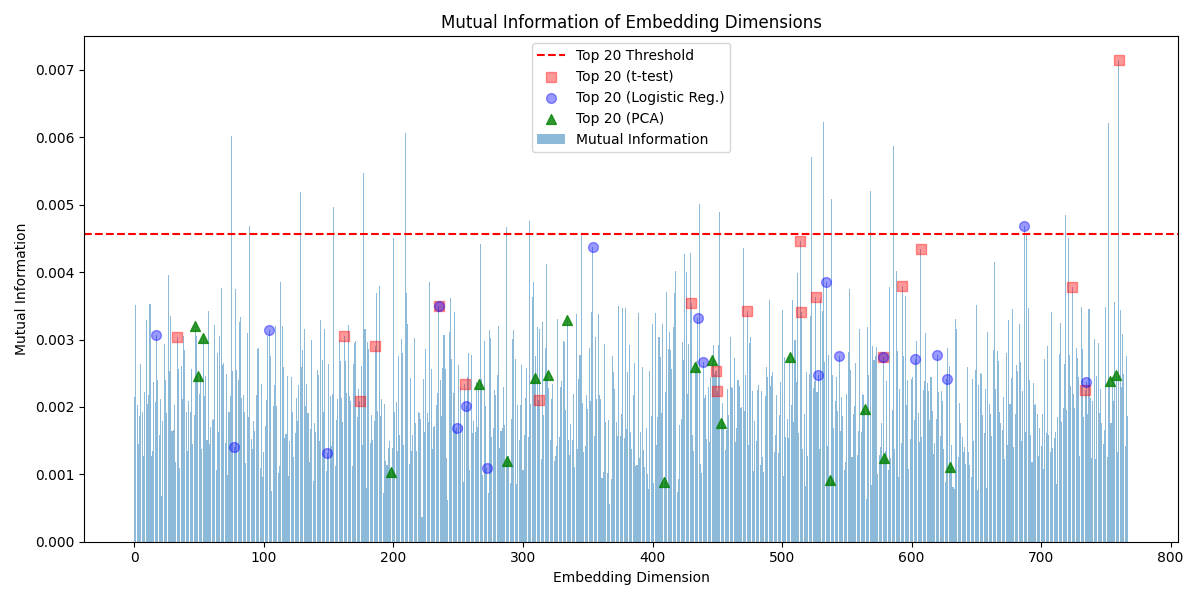 Mutual Information of Embedding Dimensions
Top 20 Threshold
Top 20 (t-test)
Top 20 (Logistic Reg.)
Top 20 (PCA)
Mutual Information
Mutual Information
0.007
0.006
0.005
0.004
0.003
0.002
0.001
0.000
0 100 200 300 400 500 600 700 800
Embedding Dimension